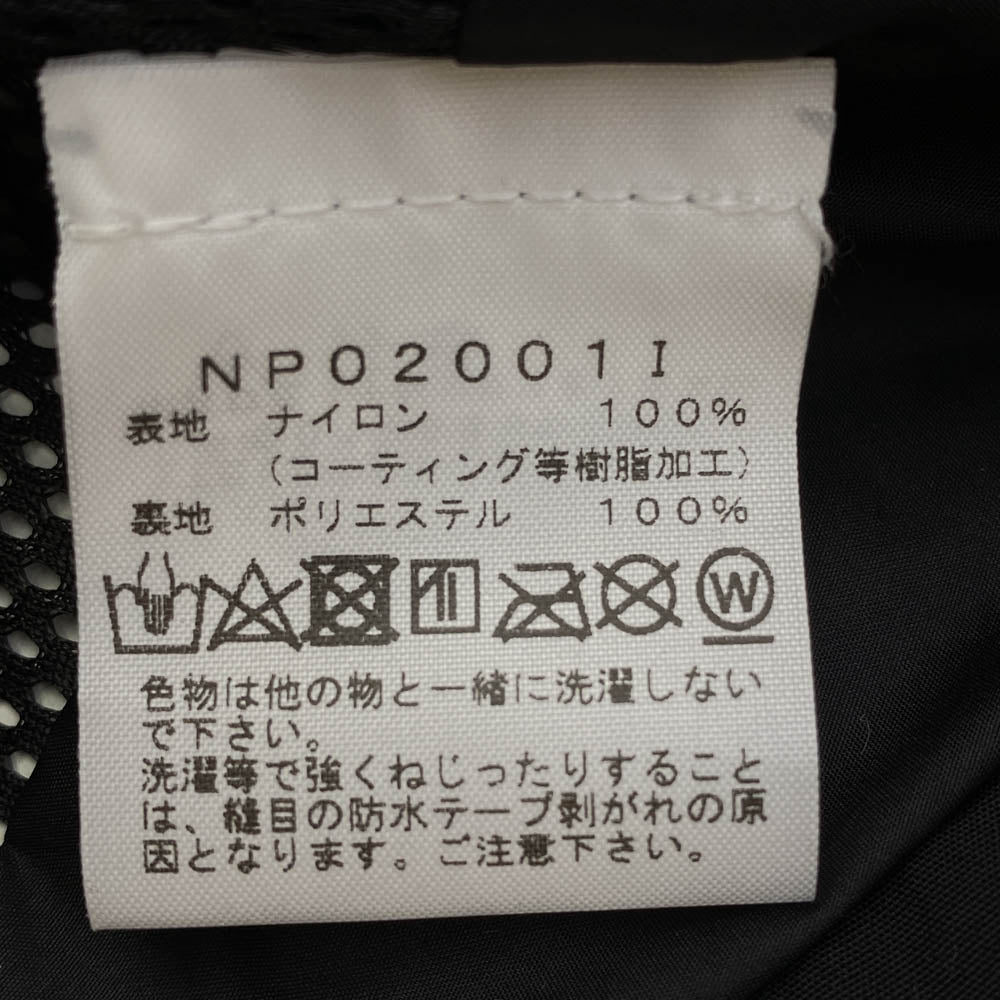 NP02001I
表地 ナイロン 100%
(コーティング等樹脂加工)
裏地 ポリエステル 100%
W
色物は他の物と一緒に洗濯しない
で下さい。
洗濯等で強くねじったりすること
は、縫目の防水テープ剥がれの原
因となります。ご注意下さい。